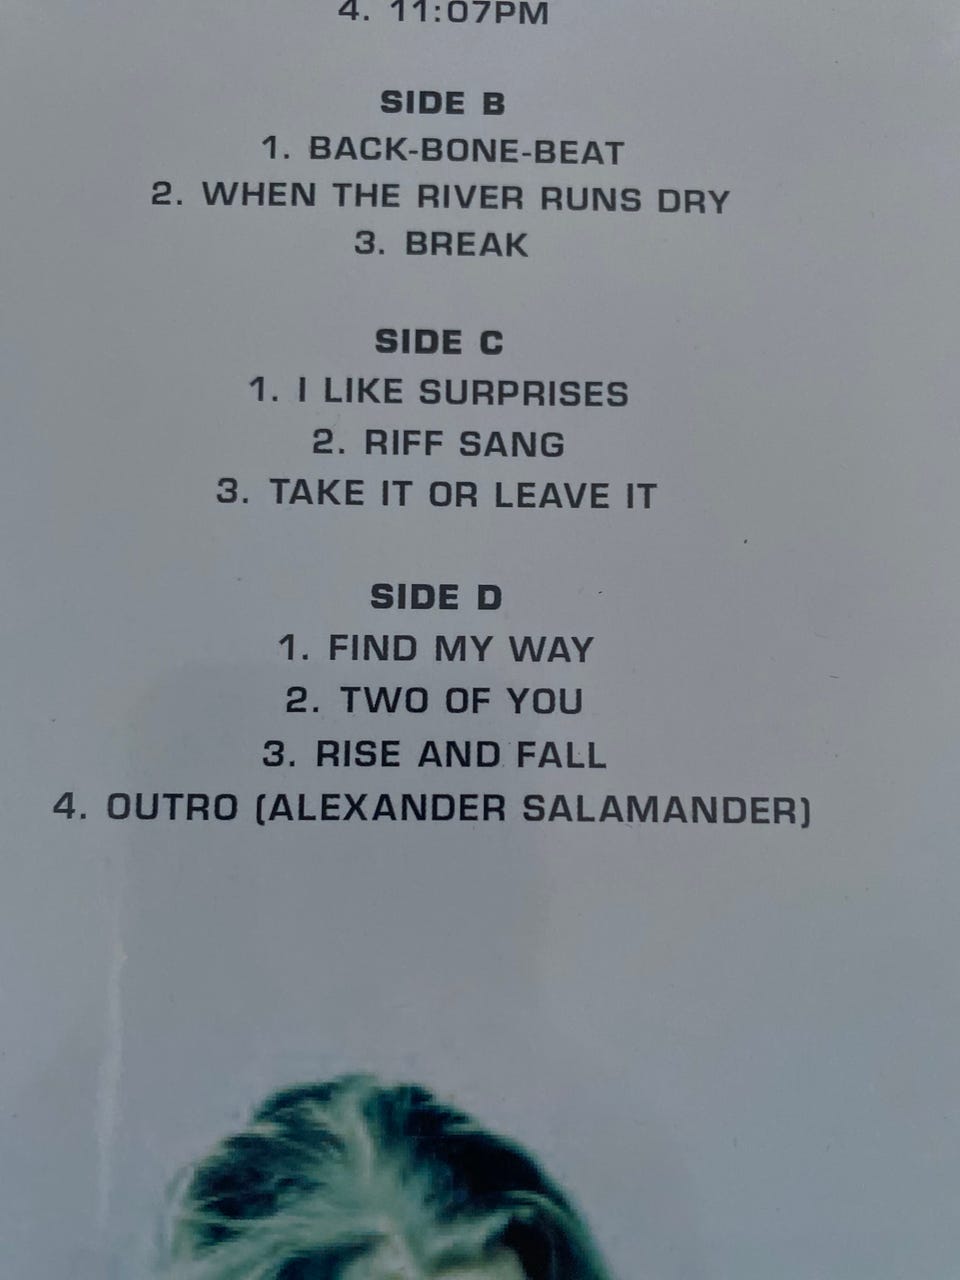 4. 11:07PM
SIDE B
1. BACK-BONE-BEAT
2. WHEN THE RIVER RUNS DRY
3. BREAK
SIDE C
1. I LIKE SURPRISES
2. RIFF SANG
3. TAKE IT OR LEAVE IT
SIDE D
1. FIND MY WAY
2. TWO OF YOU
3. RISE AND FALL
4. OUTRO (ALEXANDER SALAMANDER)